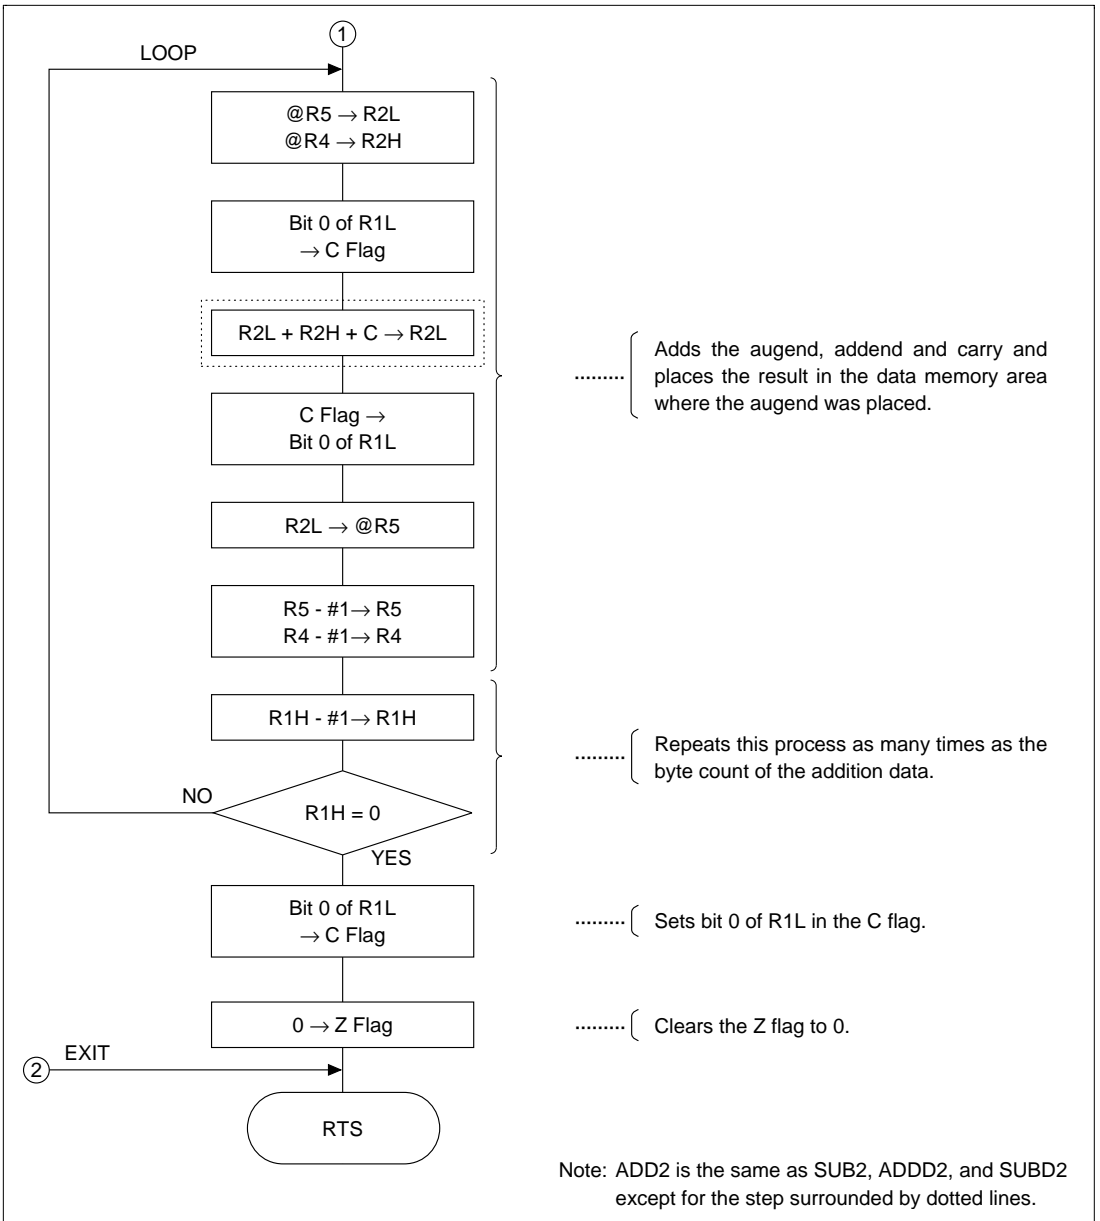 1
LOOP
@R5 → R2L
@R4 → R2H
Bit 0 of R1L
→ C Flag
R2L + R2H + C → R2L
......... Adds the augend, addend and carry and
places the result in the data memory area
where the augend was placed.
C Flag →
Bit 0 of R1L
R2L → @R5
R5 - #1→ R5
R4 - #1→ R4
R1H - #1→ R1H
......... Repeats this process as many times as the
byte count of the addition data.
NO
R1H = 0
YES
Bit 0 of R1L
→ C Flag
......... Sets bit 0 of R1L in the C flag.
0 → Z Flag
......... Clears the Z flag to 0.
2
EXIT
RTS
Note: ADD2 is the same as SUB2, ADDD2, and SUBD2
except for the step surrounded by dotted lines.